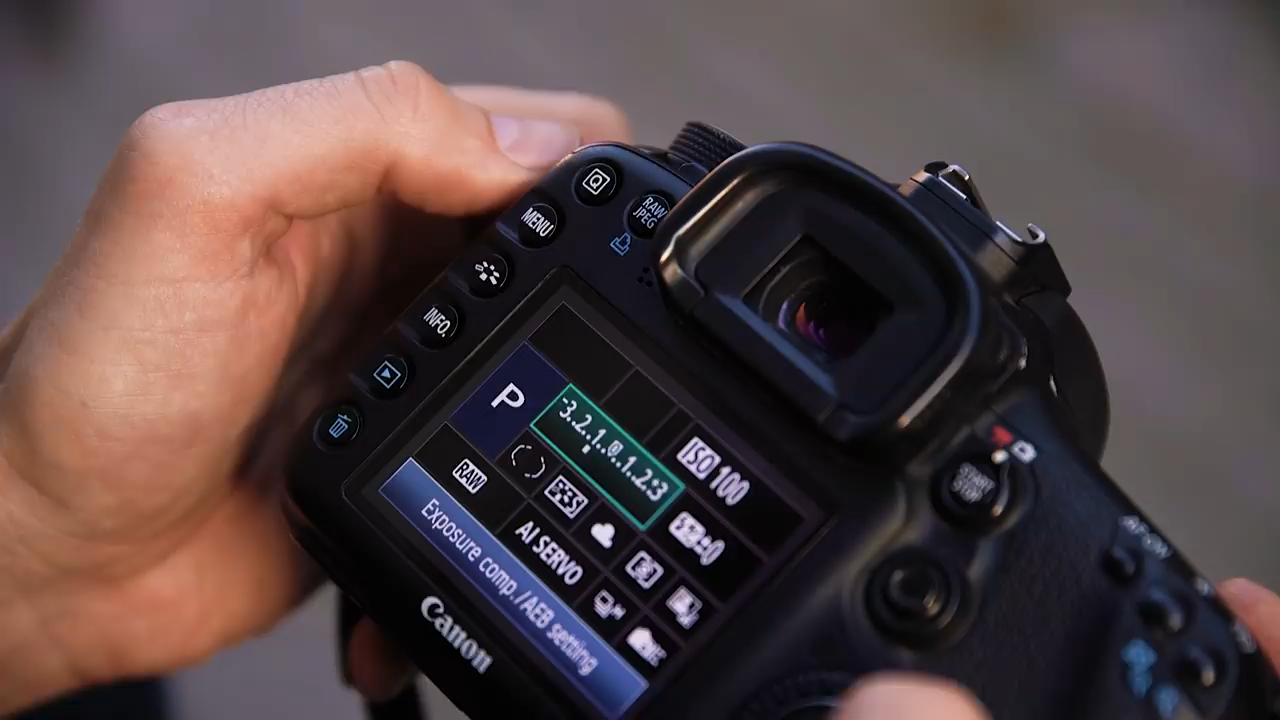 Q
RAW
JPEG
MENU
INFO.
P
-3..2..1..0..1..2..:3
ISO 100
RAW
AI SERVO
Exposure comp./AEB setting
Canon
START
STOP
AF-ON